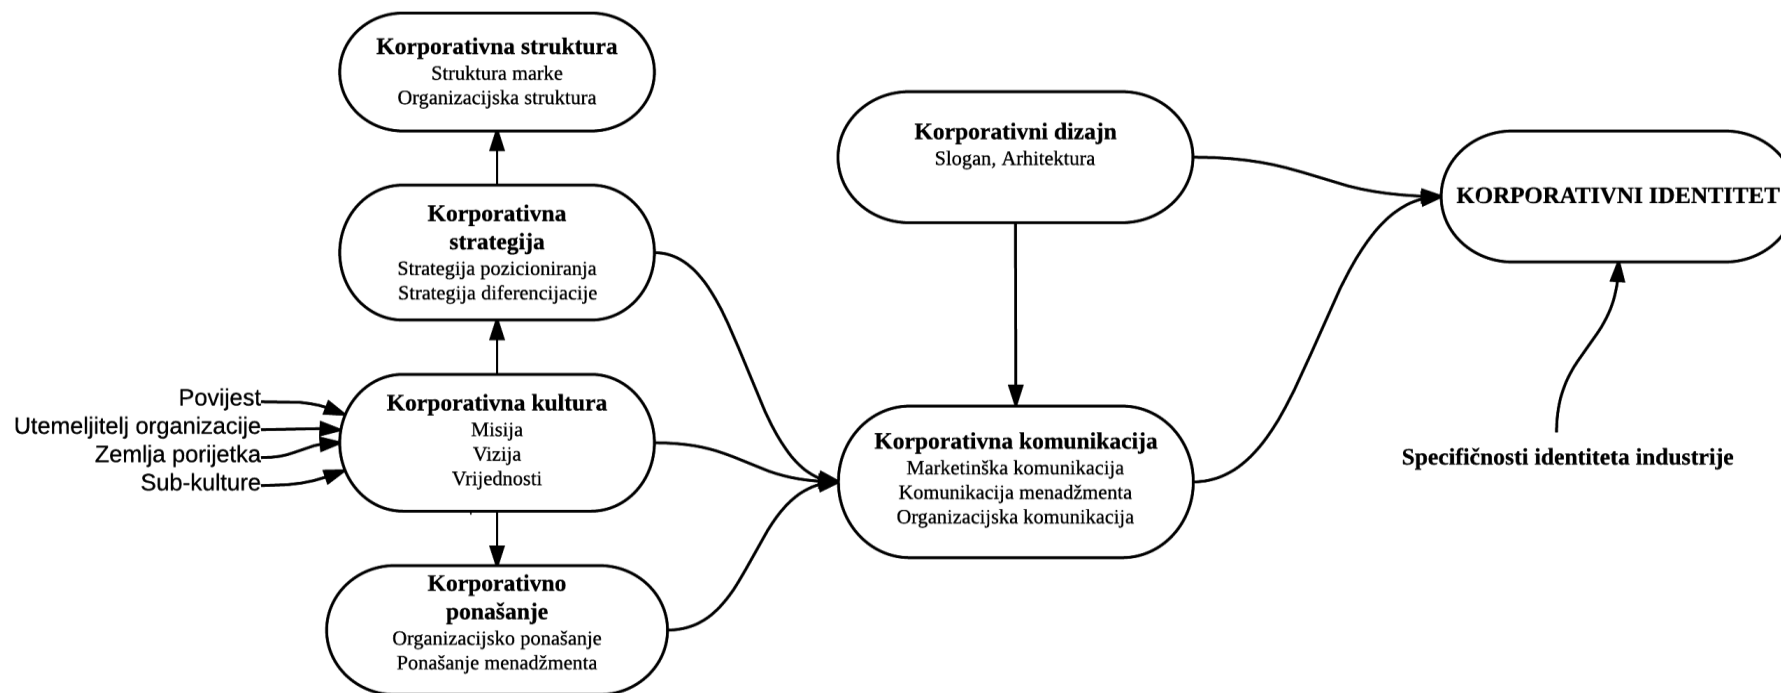 Korporativna struktura
Struktura marke
Organizacijska struktura
Korporativna
strategija
Strategija pozicioniranja
Strategija diferencijacije
Povijest
Utemeljitelj organizacije
Zemlja porijetka
Sub-kulture
Korporativna kultura
Misija
Vizija
Vrijednosti
Korporativno
ponašanje
Organizacijsko ponašanje
Ponašanje menadžmenta
Korporativni dizajn
Slogan, Arhitektura
Korporativna komunikacija
Marketinška komunikacija
Komunikacija menadžmenta
Organizacijska komunikacija
KORPORATIVNI IDENTITET
Specifičnosti identiteta industrije